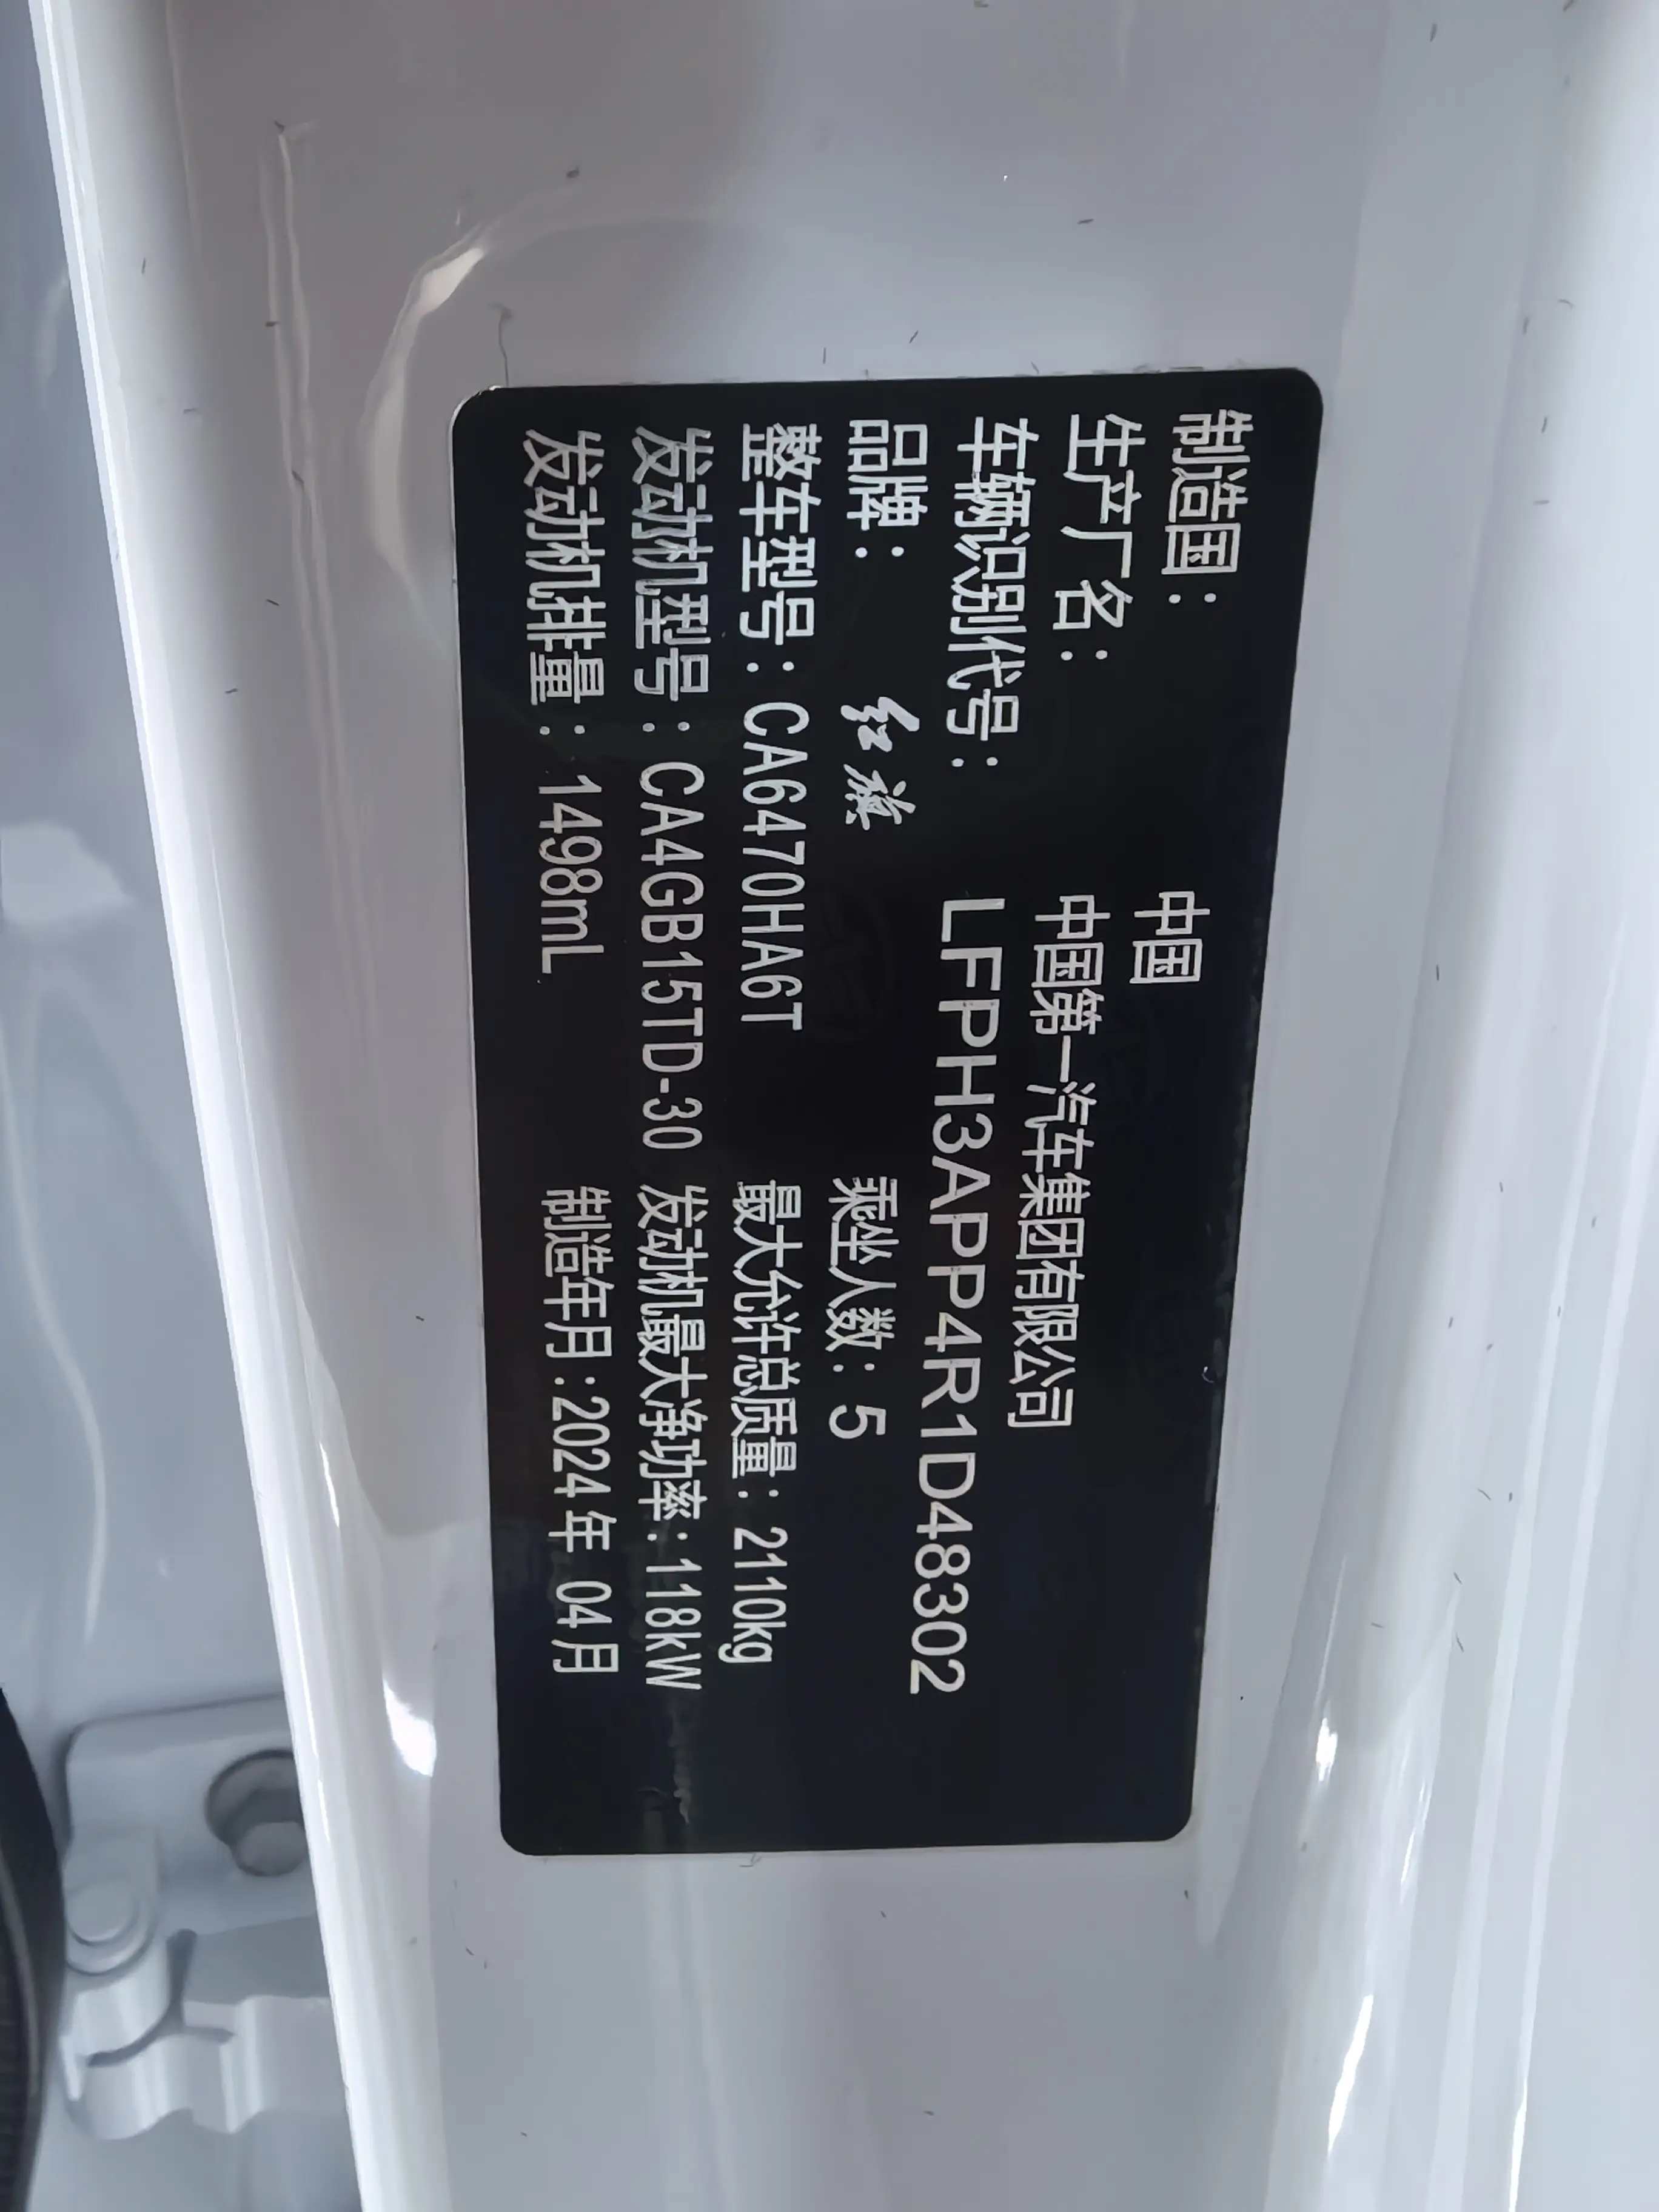 制造国： 中国
生产厂名： 中国第一汽车集团有限公司
车辆识别代号： LFPH3APP4R1D48302
品牌： 红旗 乘坐人数：5
整车型号：CA6470HA6T 最大允许总质量：2110kg
发动机型号：CA4GB15TD-30 发动机最大净功率：118kW
发动机排量：1498mL 制造年月：2024年 04月